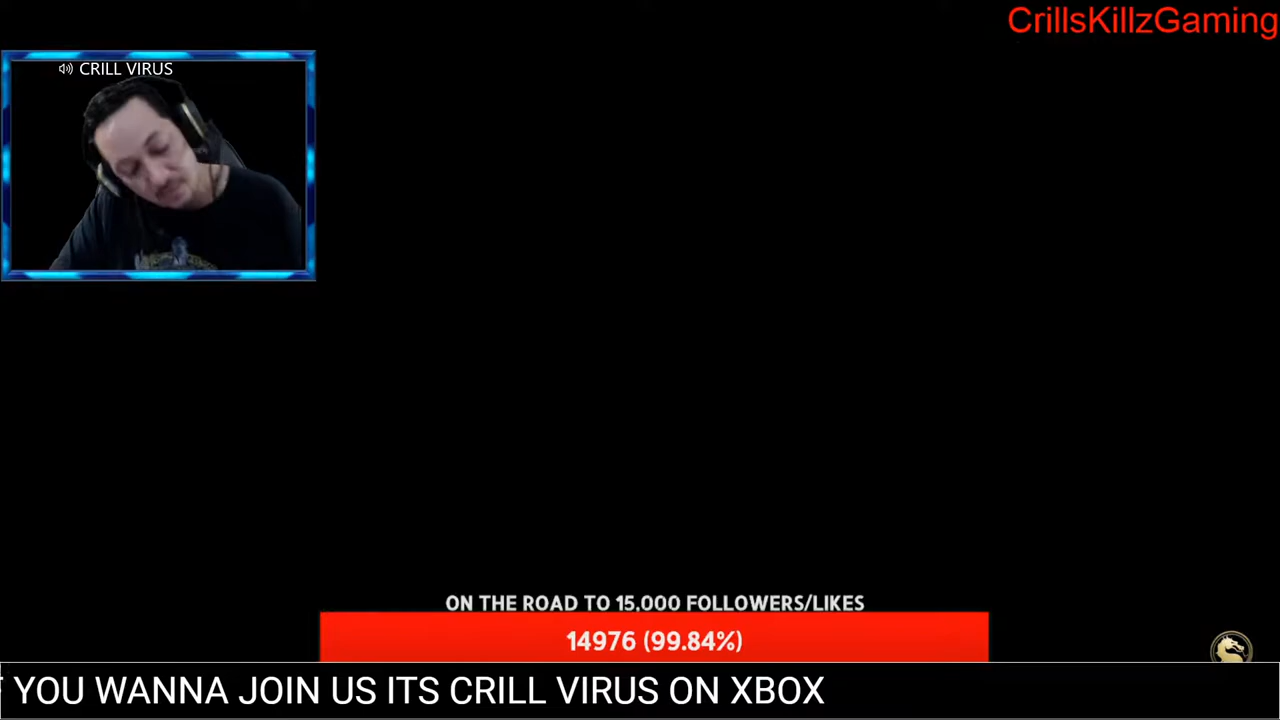 CrillsKillzGaming
CRILL VIRUS
ON THE ROAD TO 15,000 FOLLOWERS/LIKES
14976 (99.84%)
YOU WANNA JOIN US ITS CRILL VIRUS ON XBOX